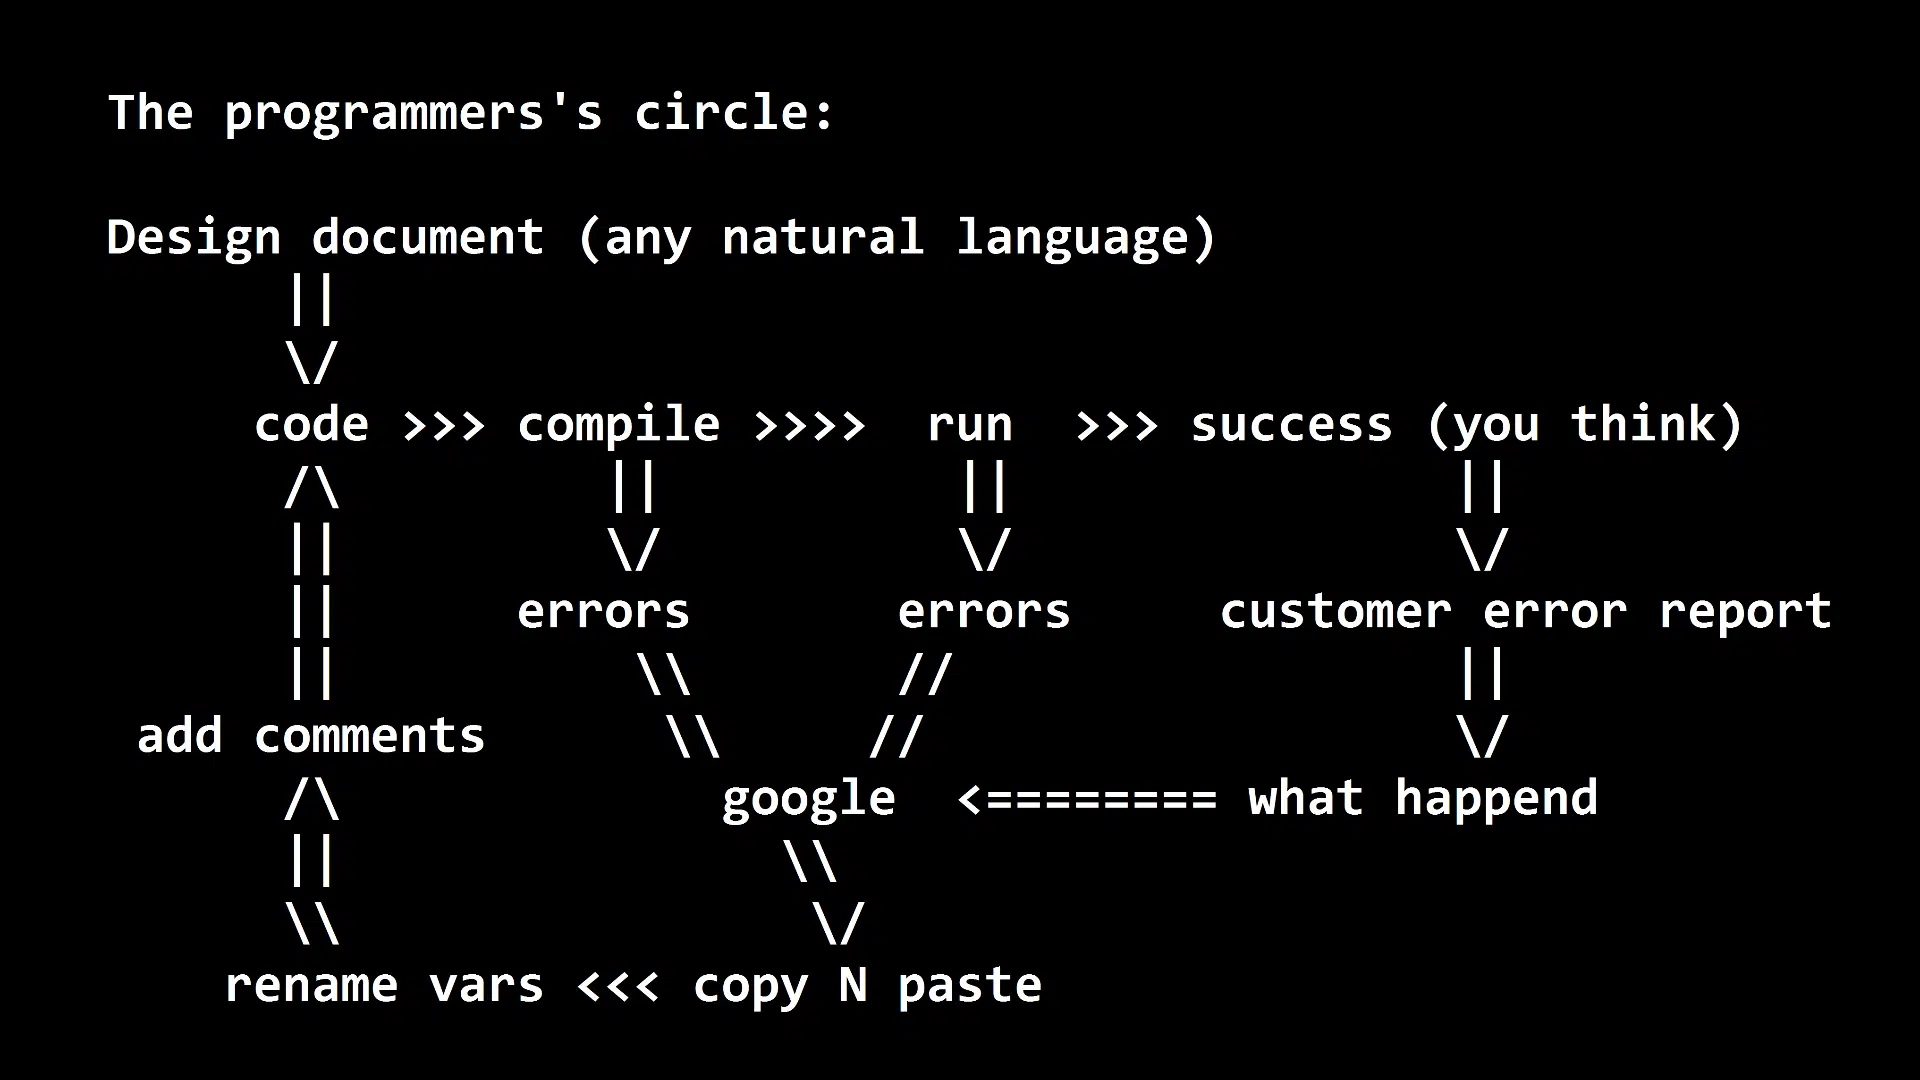 The programmers's circle:
Design document (any natural language)
||
\/
code >>> compile >>>> run >>> success (you think)
/\ || || ||
|| \/ \/ \/
|| errors errors customer error report
|| \\ // ||
add comments \\ // \/
/\ google <======== what happend
|| \\
\\ \/
rename vars <<< copy N paste